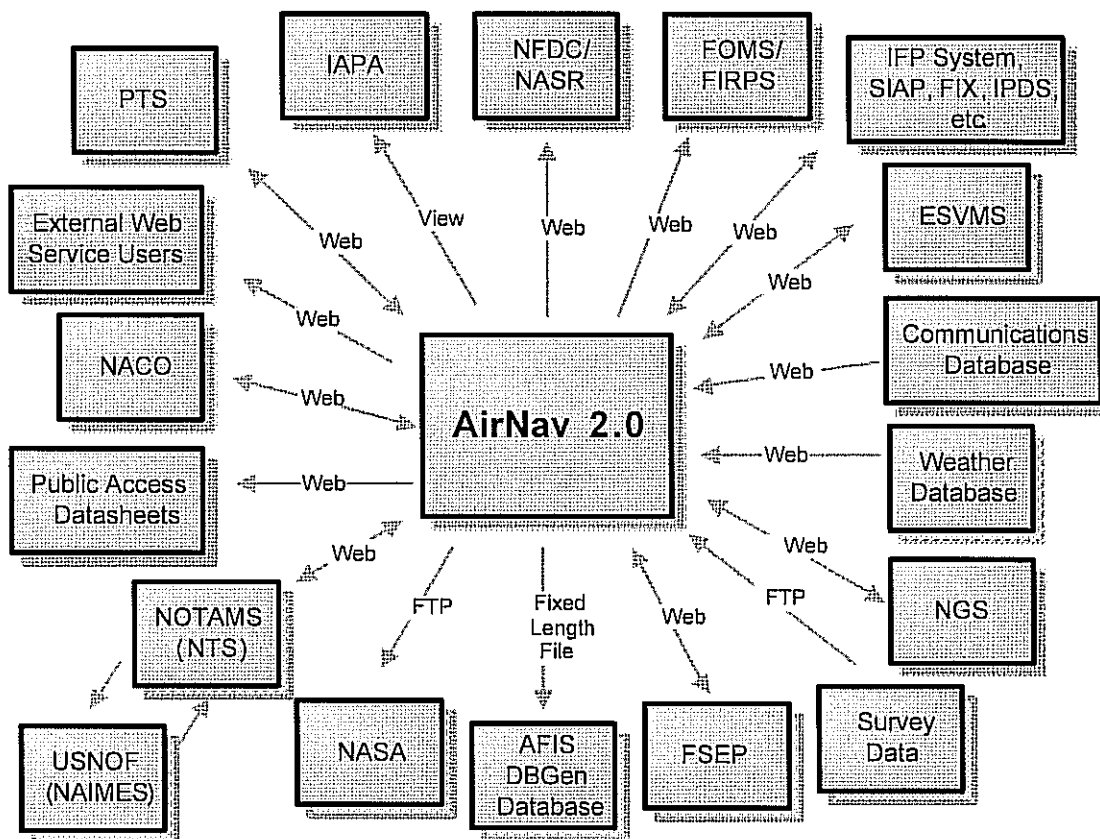 PTS
IAPA
NFDC/
NASR
FOMS/
FIRPS
IFP System,
SIAP, FIX, IPDS,
etc.
External Web
Service Users
ESVMS
View
Web
Web
Web
Web
Web
Web
NACO
AirNav 2.0
Communications
Database
Web
Web
Public Access
Datasheets
Web
Web
Weather
Database
Web
Web
NOTAMS
(NTS)
FTP
Fixed
Length
File
Web
FTP
NGS
USNOF
(NAIMES)
NASA
AFIS
DBGen
Database
FSEP
Survey
Data